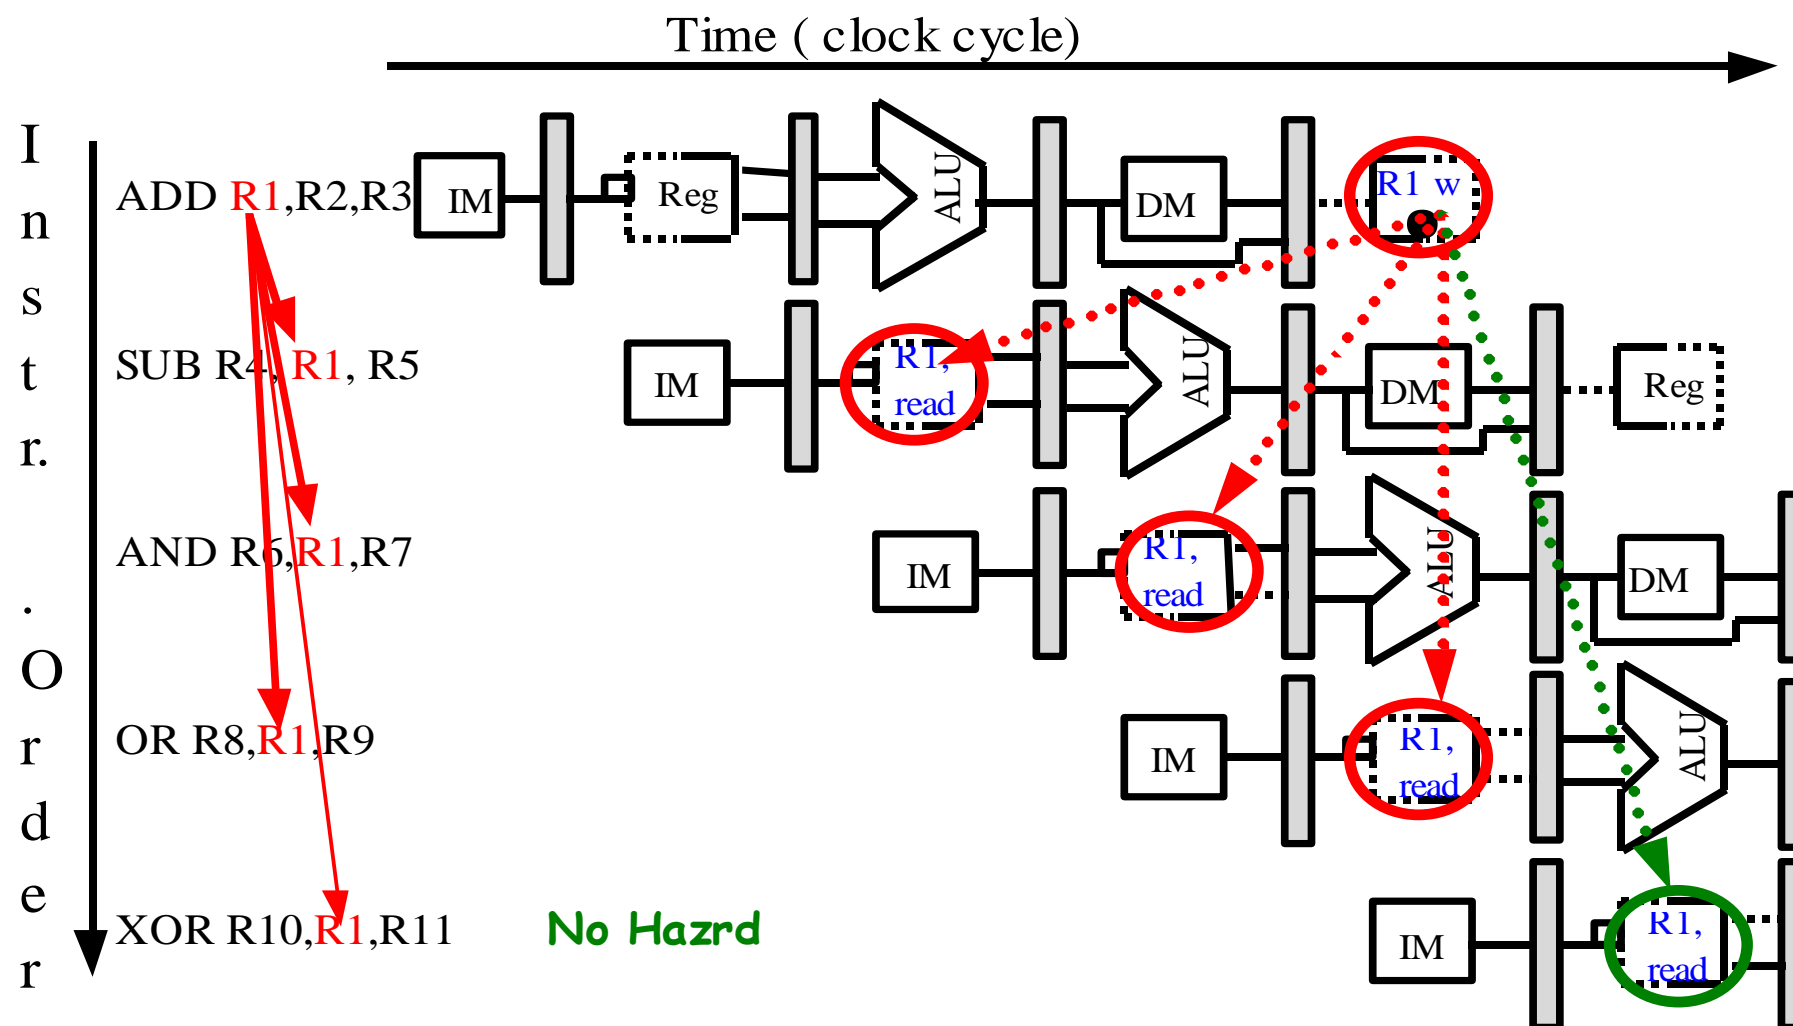 Time ( clock cycle)
I
n
s
t
r.
.
O
r
d
e
r
ADD R1,R2,R3
IM
Reg
ALU
DM
R1 w
SUB R4, R1, R5
IM
R1,
read
ALU
DM
Reg
AND R6,R1,R7
IM
R1,
read
ALU
DM
OR R8,R1,R9
IM
R1,
read
ALU
XOR R10,R1,R11
No Hazrd
IM
R1,
read